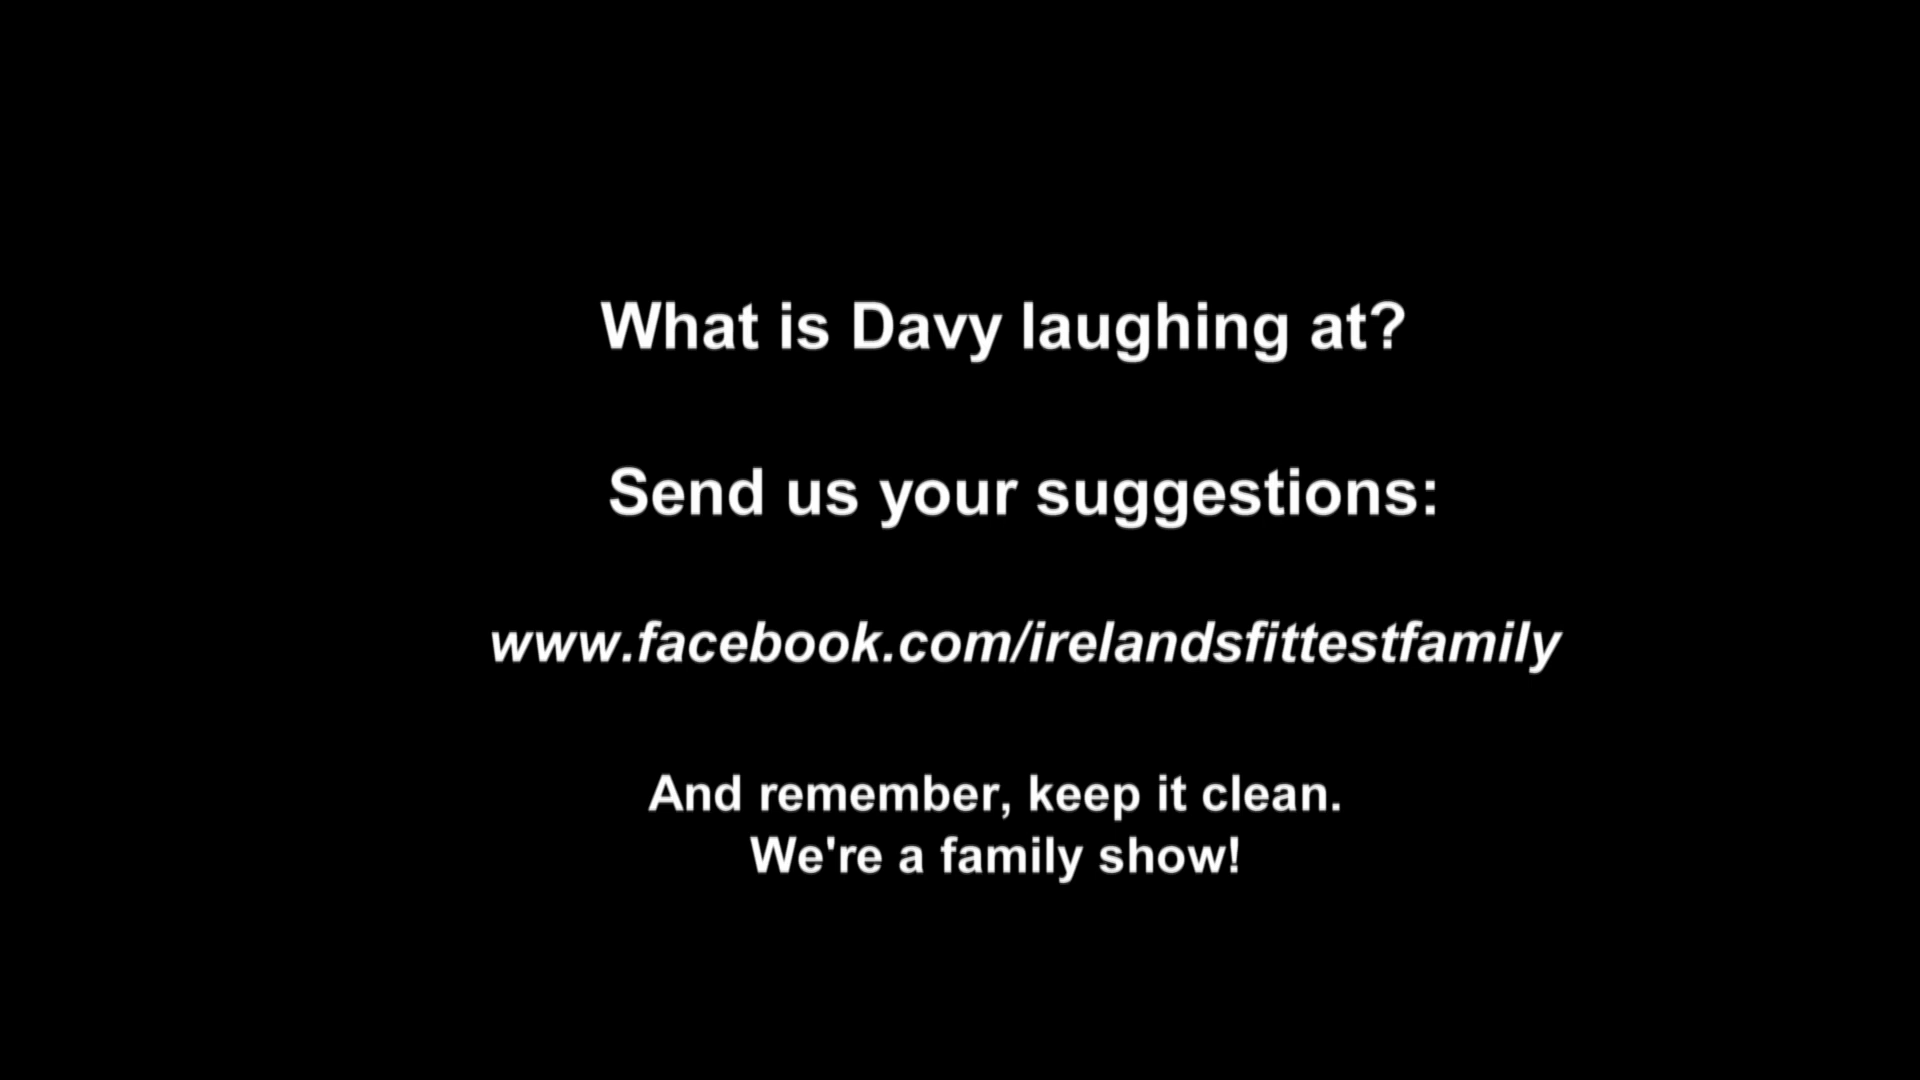 What is Davy laughing at?
Send us your suggestions:
www.facebook.com/irelandsfittestfamily
And remember, keep it clean.
We're a family show!